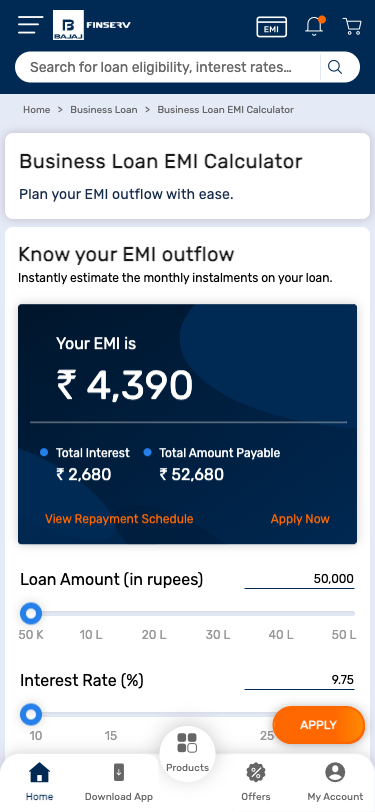 B
BAJAJ
FINSERV
EMI
Search for loan eligibility, interest rates...
Home > Business Loan > Business Loan EMI Calculator
Business Loan EMI Calculator
Plan your EMI outflow with ease.
Know your EMI outflow
Instantly estimate the monthly instalments on your loan.
Your EMI is
₹ 4,390
Total Interest Total Amount Payable
₹ 2,680 ₹ 52,680
View Repayment Schedule Apply Now
Loan Amount (in rupees) 50,000
50 K 10 L 20 L 30 L 40 L 50 L
Interest Rate (%) 9.75
10 15 25
APPLY
Home Download App Products Offers My Account